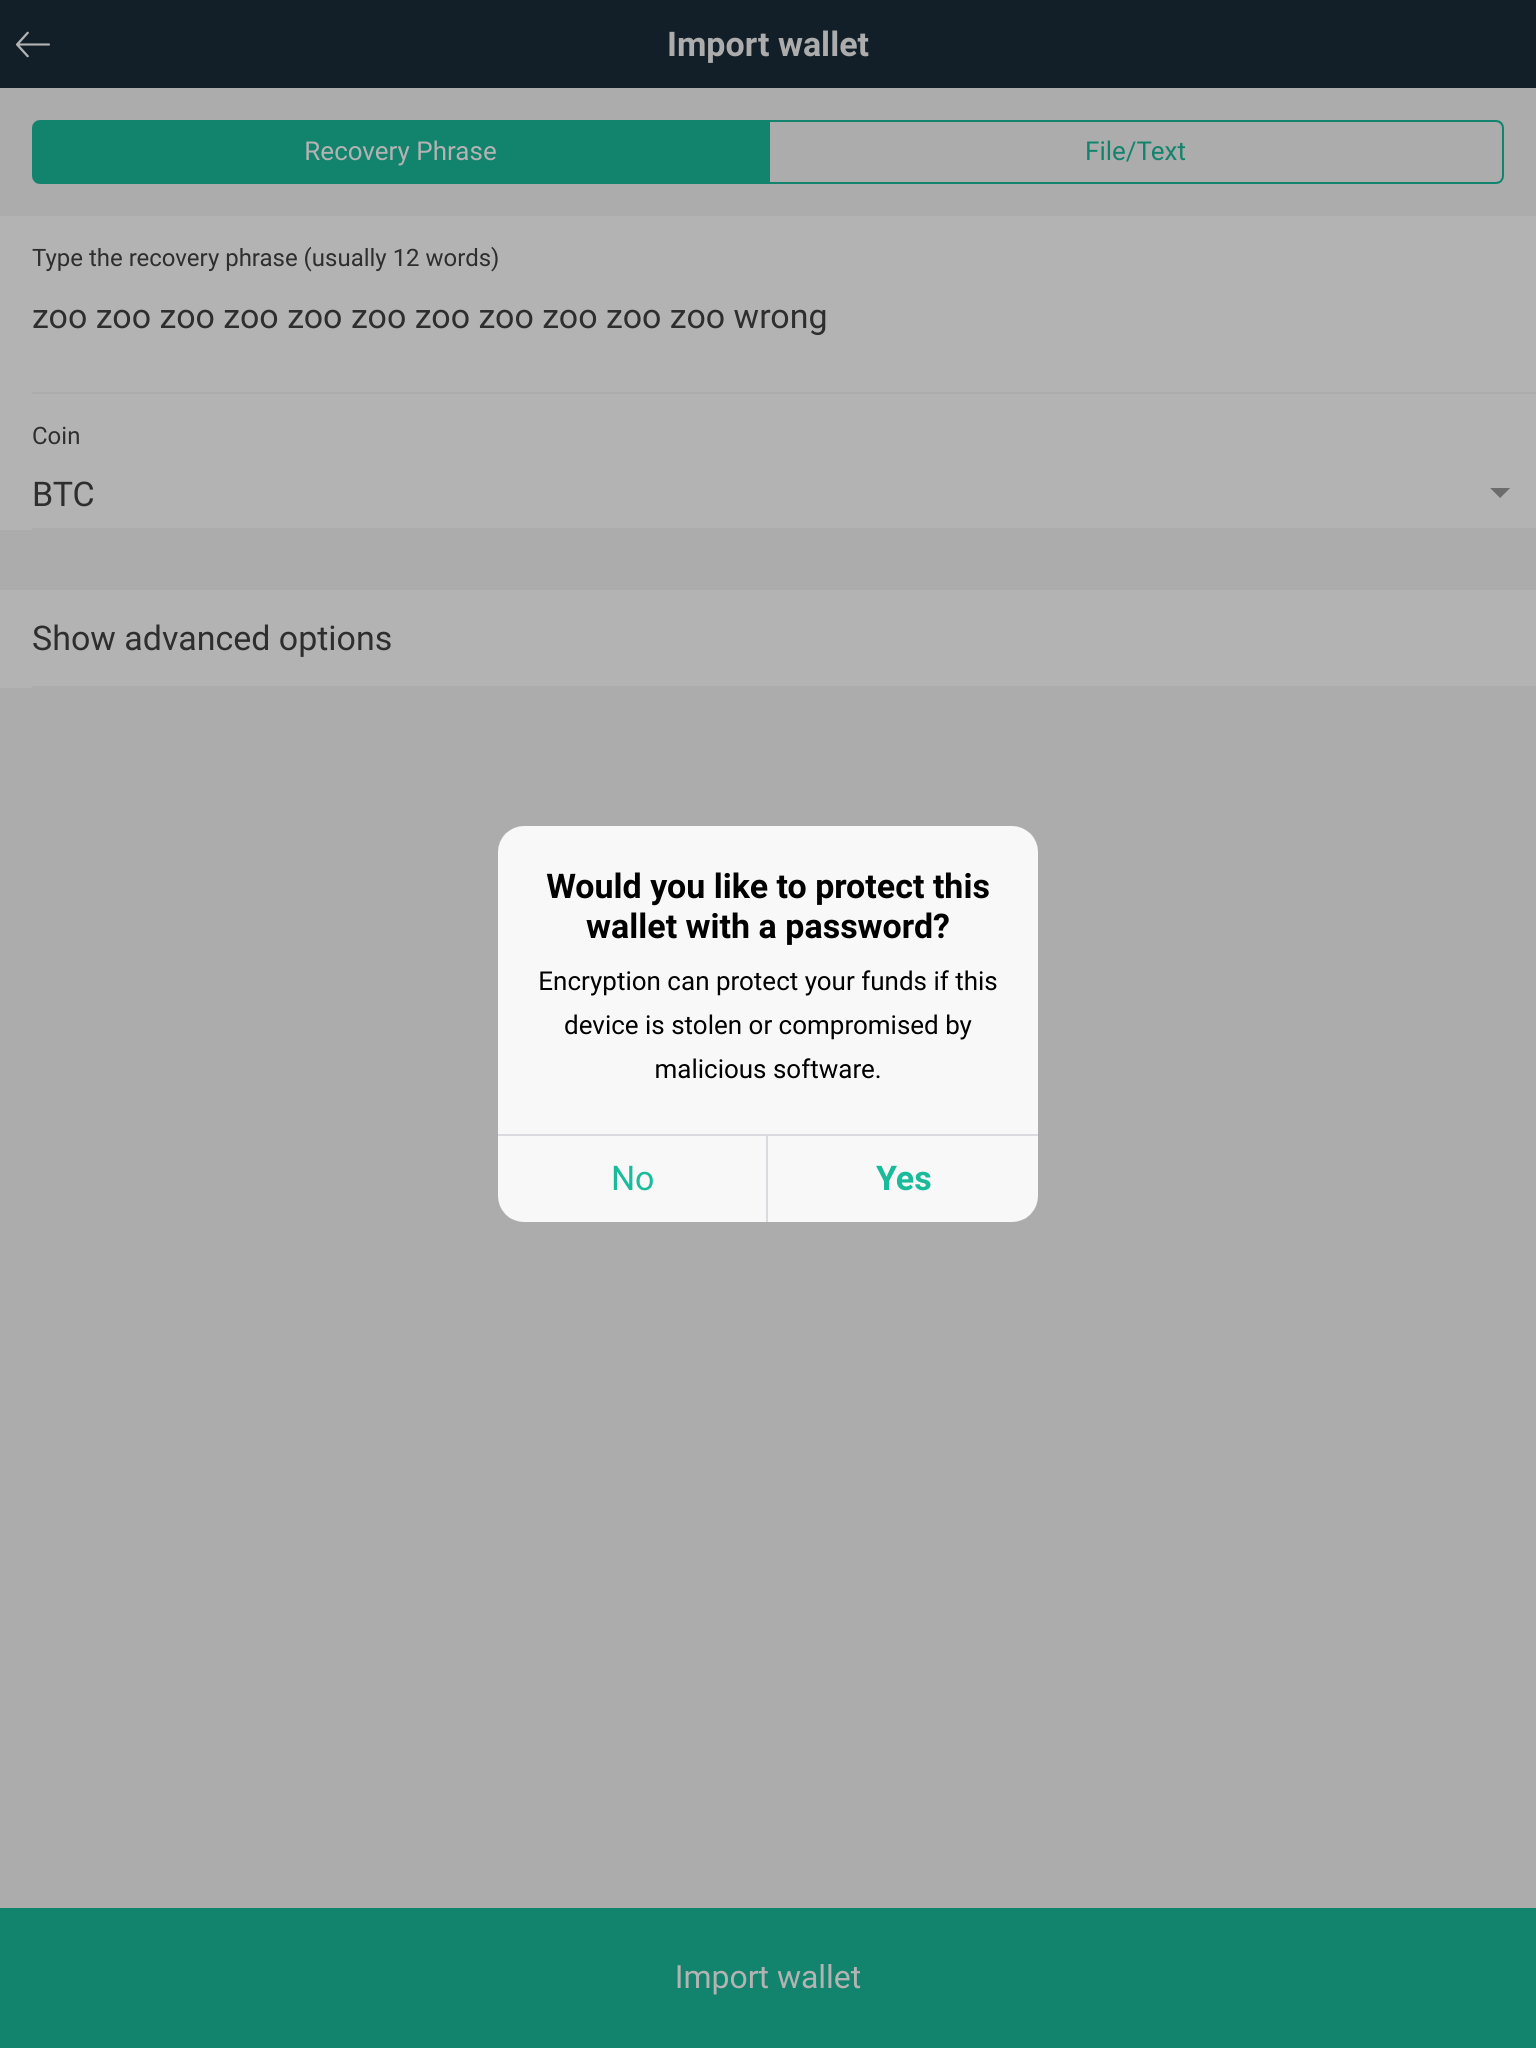 Import wallet
Recovery Phrase
File/Text
Type the recovery phrase (usually 12 words)
zoo zoo zoo zoo zoo zoo zoo zoo zoo zoo zoo wrong
Coin
BTC
Show advanced options
Would you like to protect this
wallet with a password?
Encryption can protect your funds if this
device is stolen or compromised by
malicious software.
No
Yes
Import wallet